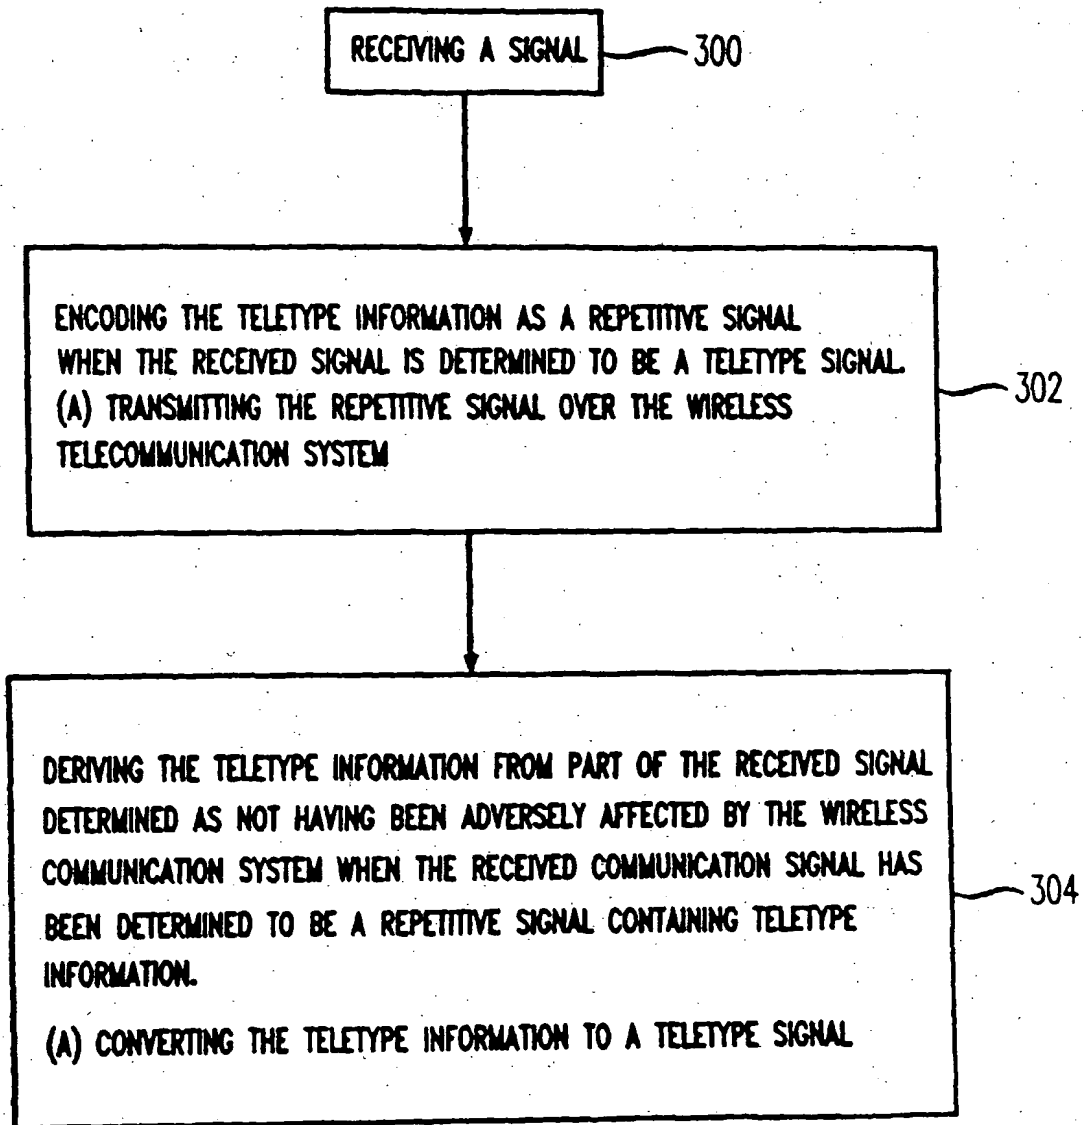 RECEIVING A SIGNAL
300
ENCODING THE TELETYPE INFORMATION AS A REPETITIVE SIGNAL
WHEN THE RECEIVED SIGNAL IS DETERMINED TO BE A TELETYPE SIGNAL.
(A) TRANSMITTING THE REPETITIVE SIGNAL OVER THE WIRELESS
TELECOMMUNICATION SYSTEM
302
DERIVING THE TELETYPE INFORMATION FROM PART OF THE RECEIVED SIGNAL
DETERMINED AS NOT HAVING BEEN ADVERSELY AFFECTED BY THE WIRELESS
COMMUNICATION SYSTEM WHEN THE RECEIVED COMMUNICATION SIGNAL HAS
BEEN DETERMINED TO BE A REPETITIVE SIGNAL CONTAINING TELETYPE
INFORMATION.
(A) CONVERTING THE TELETYPE INFORMATION TO A TELETYPE SIGNAL
304